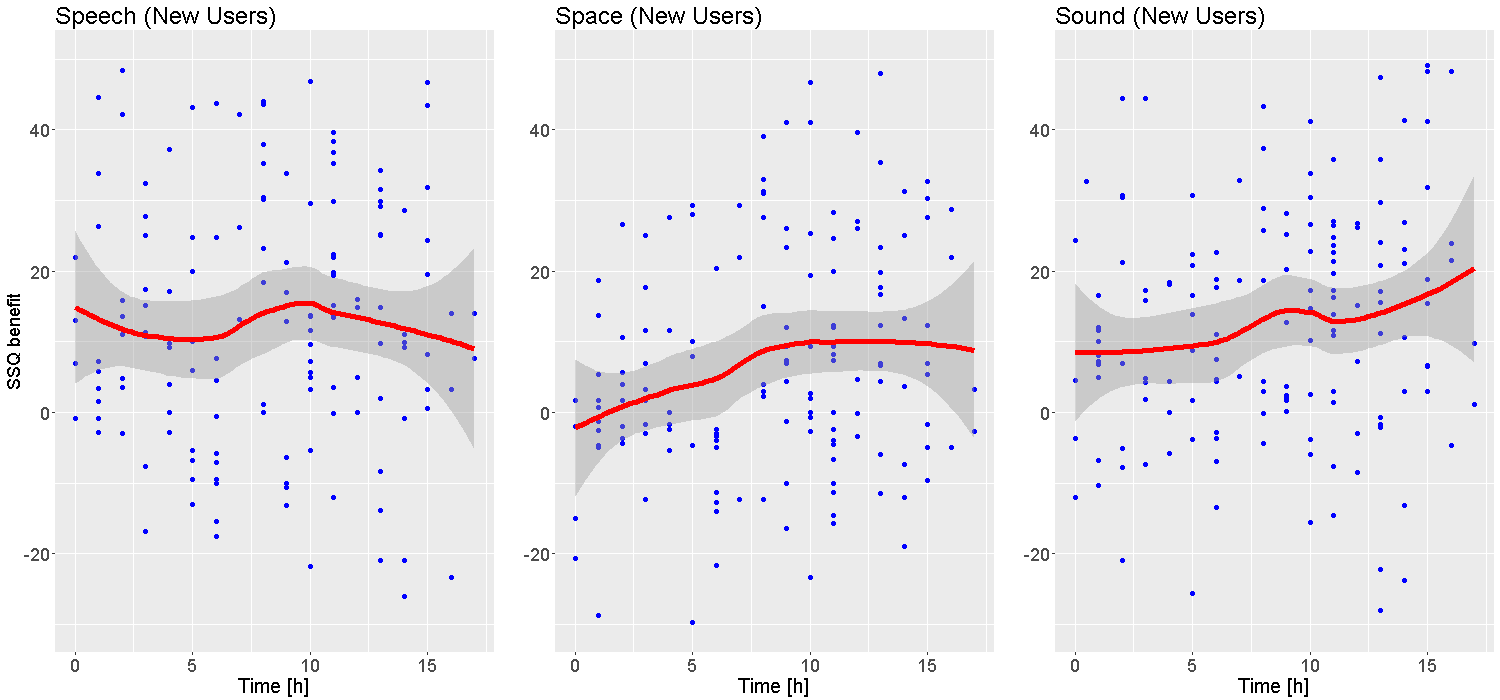 Speech (New Users)
Space (New Users)
Sound (New Users)
SSQ benefit
40
20
0
-20
40
20
0
-20
40
20
0
-20
0 5 10 15
0 5 10 15
0 5 10 15
Time [h]
Time [h]
Time [h]